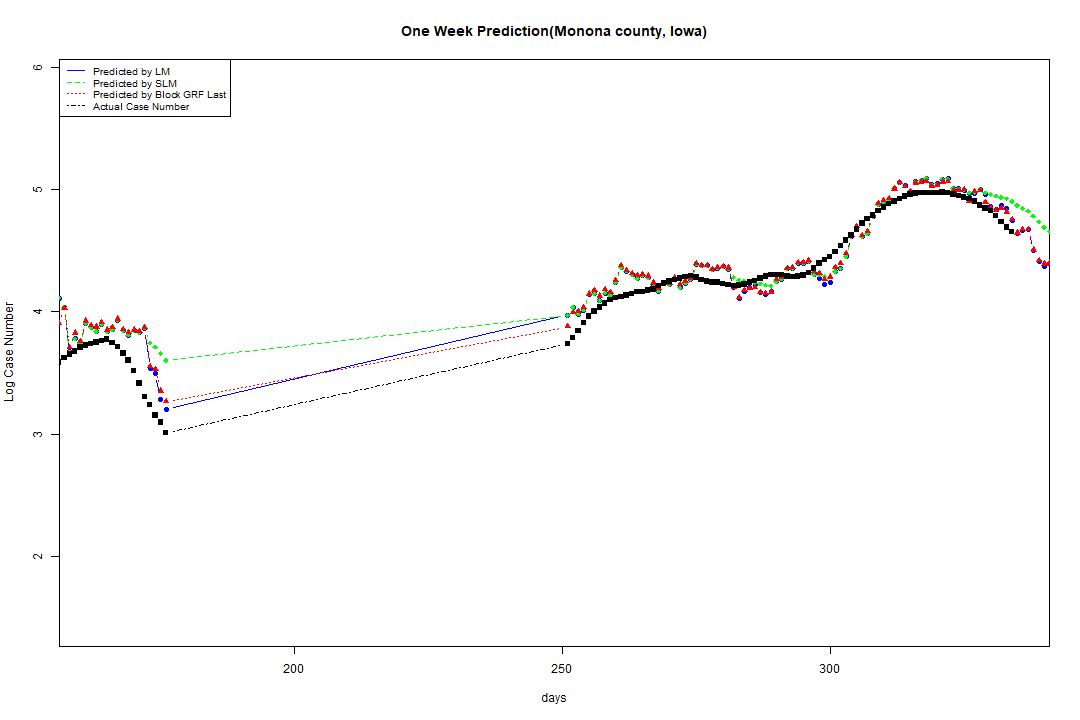 One Week Prediction(Monona county, Iowa)
Predicted by LM
Predicted by SLM
Predicted by Block GRF Last
Actual Case Number
6
5
4
3
2
Log Case Number
200
250
300
days